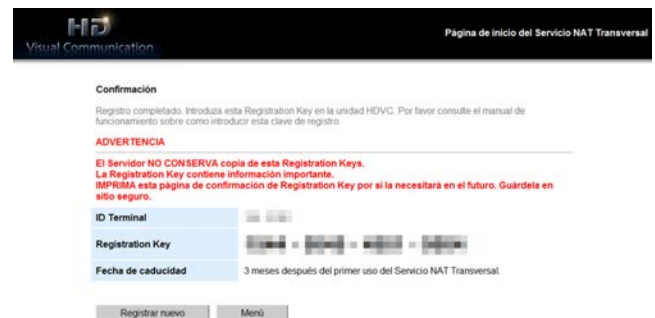 HD
Visual Communication
Página de inicio del Servicio NAT Transversal
Confirmación
Registro completado. Introduza esta Registration Key en la unidad HDVC. Por favor consulte el manual de
funcionamiento sobre como introducir esta clave de registro.
ADVERTENCIA
El Servidor NO CONSERVA copia de esta Registration Keys.
La Registration Key contiene información importante.
IMPRIMA esta página de confirmación de Registration Key por si la necesitará en el futuro. Guárdela en
sitio seguro.
ID Terminal
Registration Key
Fecha de caducidad 3 meses después del primer uso del Servicio NAT Transversal.
Registrar nuevo Menú